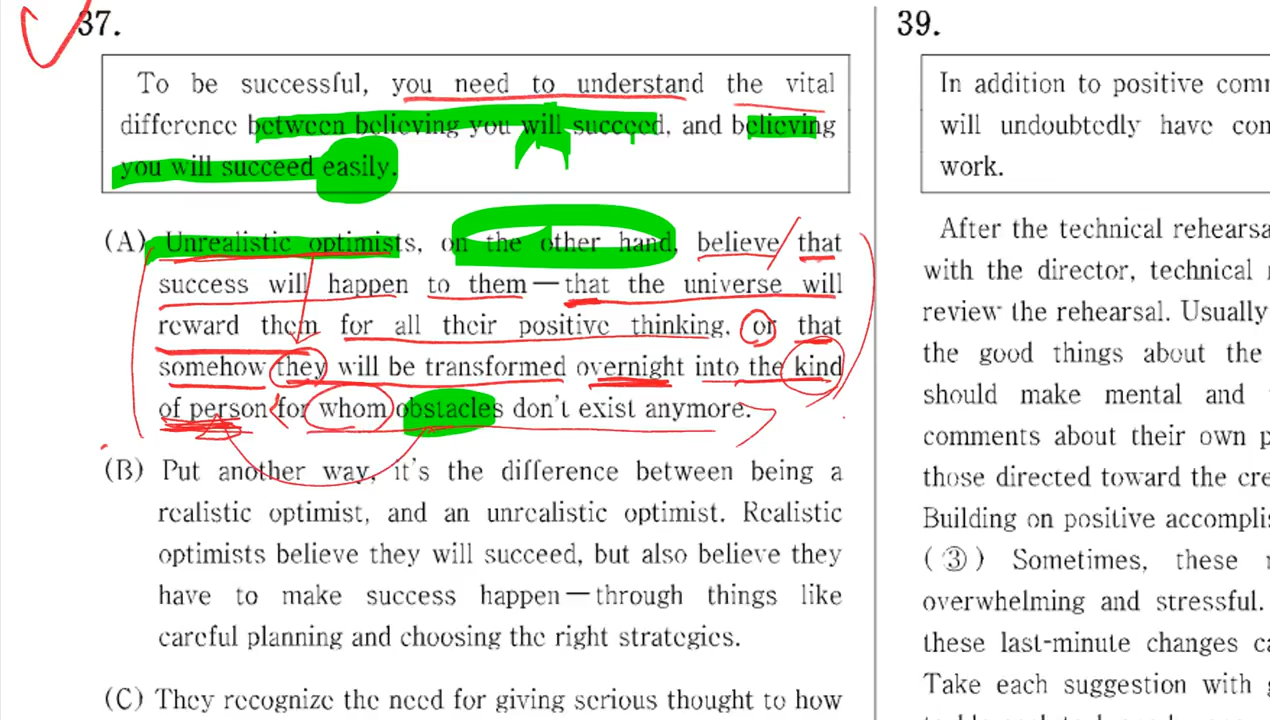 37.
To be successful, you need to understand the vital
difference between believing you will succeed, and believing
you will succeed easily.
(A) Unrealistic optimists, on the other hand, believe that
success will happen to them — that the universe will
reward them for all their positive thinking, or that
somehow they will be transformed overnight into the kind
of person for whom obstacles don't exist anymore.
(B) Put another way, it's the difference between being a
realistic optimist, and an unrealistic optimist. Realistic
optimists believe they will succeed, but also believe they
have to make success happen — through things like
careful planning and choosing the right strategies.
(C) They recognize the need for giving serious thought to how
39.
In addition to positive com
will undoubtedly have con
work.
After the technical rehearsa
with the director, technical
review the rehearsal. Usually
the good things about the
should make mental and
comments about their own p
those directed toward the cre
Building on positive accomplis
(③) Sometimes, these
overwhelming and stressful.
these last-minute changes ca
Take each suggestion with